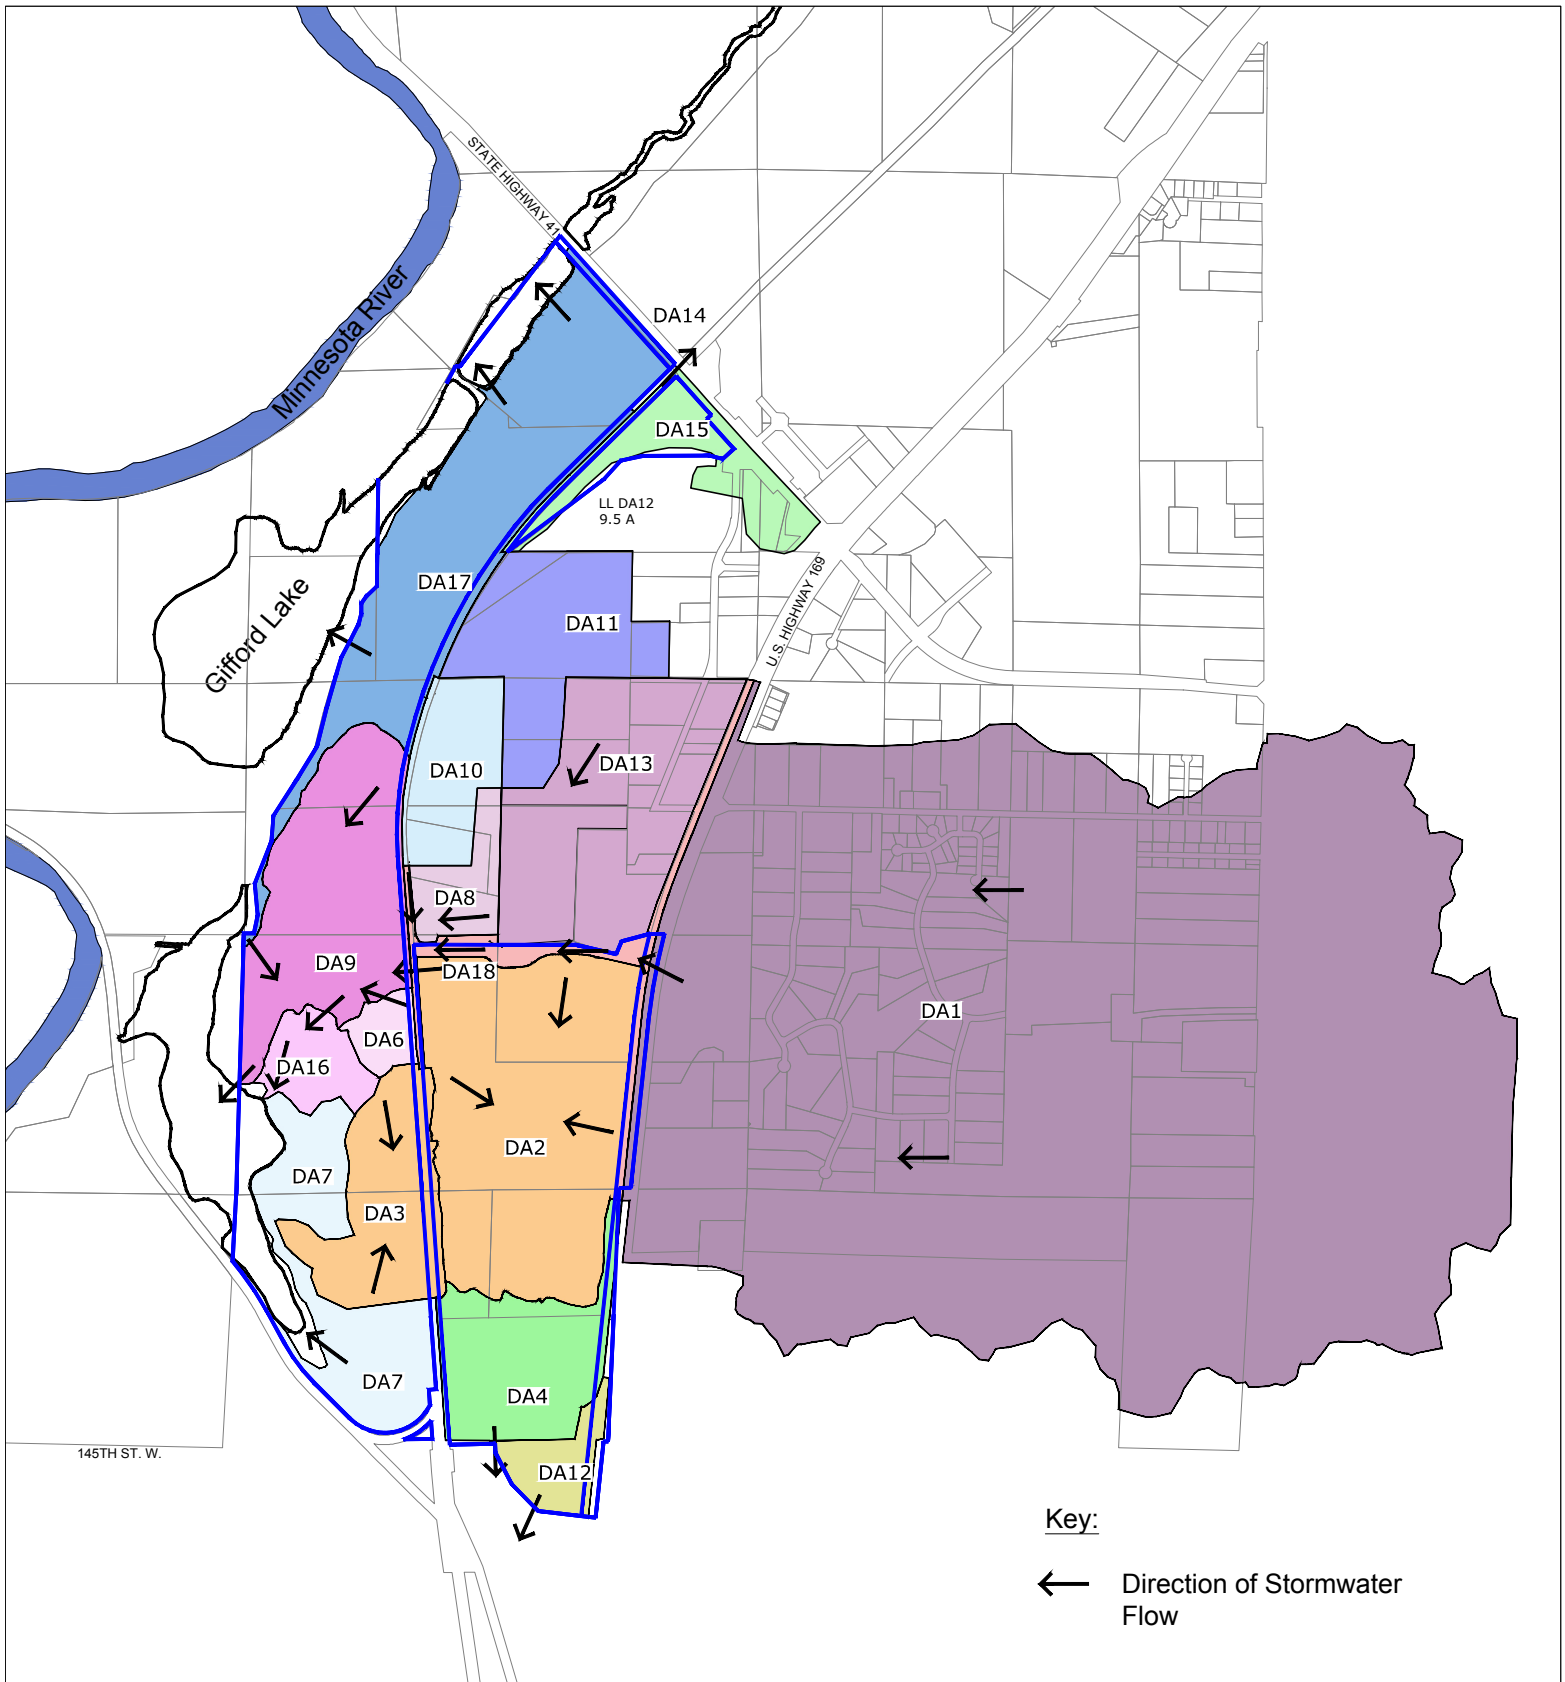 STATE HIGHWAY 41
Minnesota River
DA14
DA15
LL DA12
9.5 A
U.S. HIGHWAY 169
DA17
Gifford Lake
DA11
DA10
DA13
DA8
DA9
DA18
DA1
DA6
DA16
DA2
DA7
DA3
DA7
DA4
145TH ST. W.
DA12
Key:
Direction of Stormwater
Flow